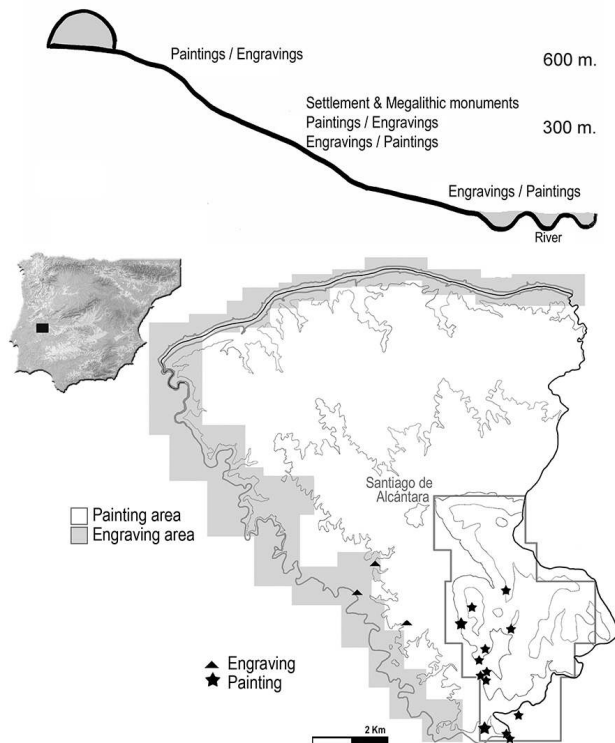 Paintings / Engravings
600 m.
Settlement & Megalithic monuments
Paintings / Engravings
300 m.
Engravings / Paintings
Engravings / Paintings
River
Santiago de
Alcántara
Painting area
Engraving area
Engraving
Painting
2 Km